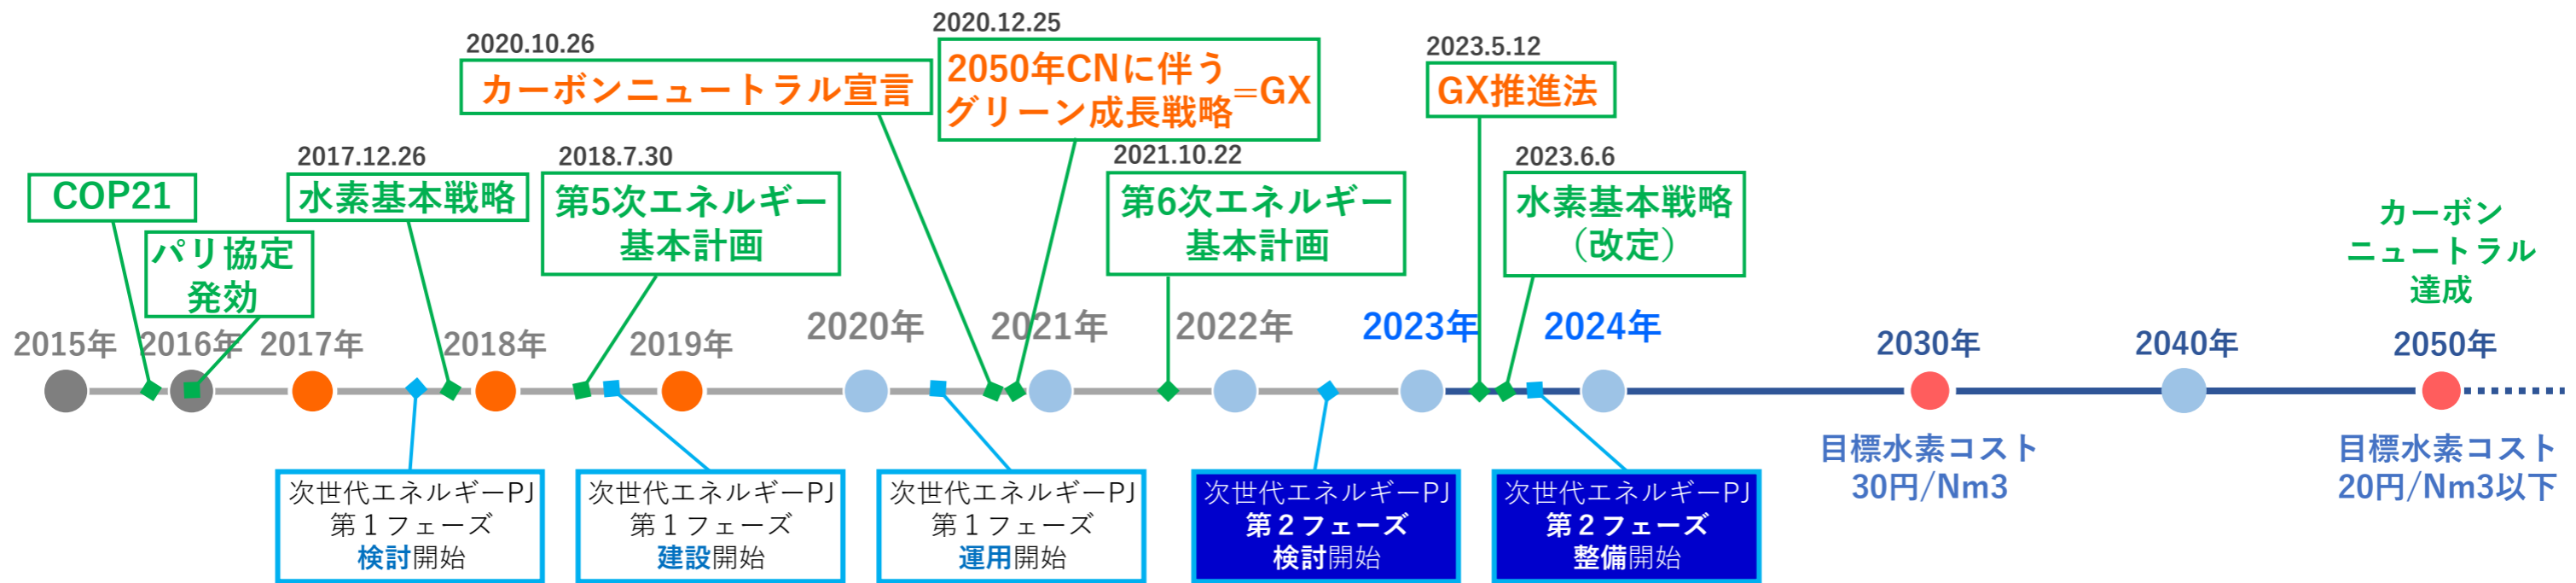 2020.10.26
カーボンニュートラル宣言
2020.12.25
2050年CNに伴う
グリーン成長戦略
=GX
2023.5.12
GX推進法
COP21
パリ協定
発効
2017.12.26
水素基本戦略
2018.7.30
第5次エネルギー
基本計画
2021.10.22
第6次エネルギー
基本計画
2023.6.6
水素基本戦略
（改定）
カーボン
ニュートラル
達成
2015年
2016年
2017年
2018年
2019年
2020年
2021年
2022年
2023年
2024年
2030年
2040年
2050年
次世代エネルギーPJ
第１フェーズ
検討開始
次世代エネルギーPJ
第１フェーズ
建設開始
次世代エネルギーPJ
第１フェーズ
運用開始
次世代エネルギーPJ
第２フェーズ
検討開始
次世代エネルギーPJ
第２フェーズ
整備開始
目標水素コスト
30円/Nm3
目標水素コスト
20円/Nm3以下